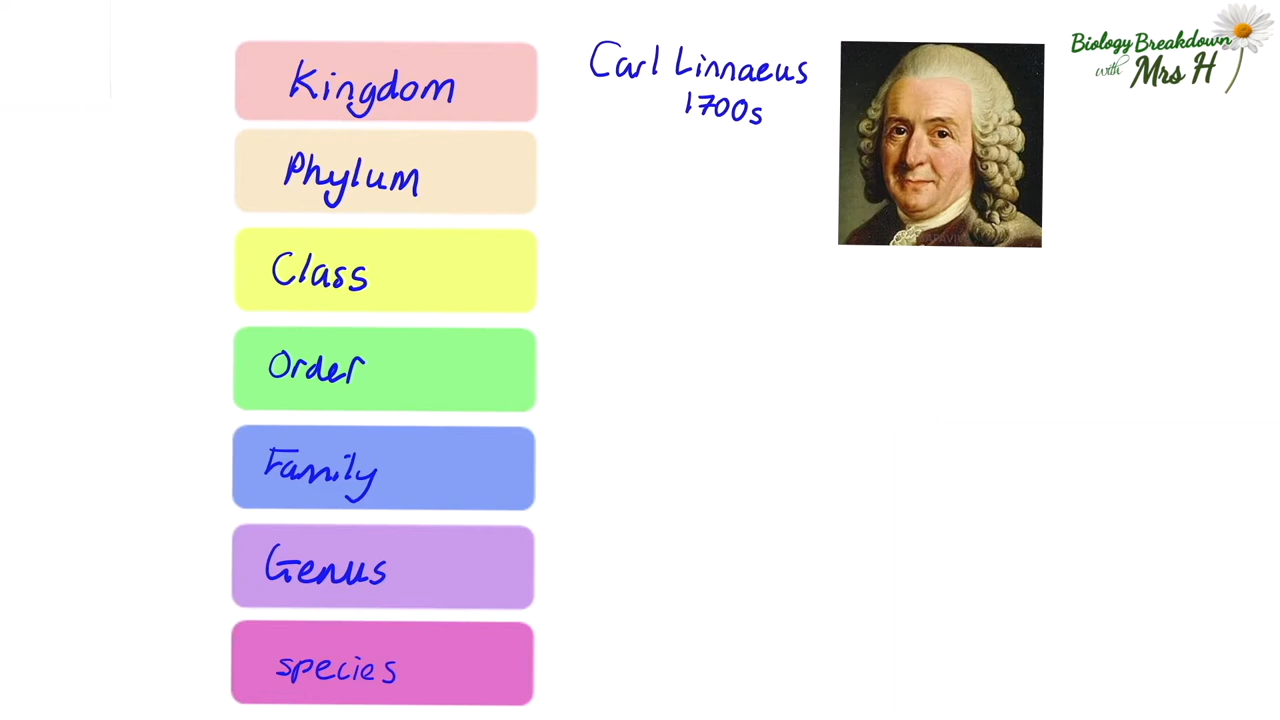 Kingdom
Phylum
Class
Order
Family
Genus
species
Carl Linnaeus
1700s
Biology Breakdown
with Mrs H